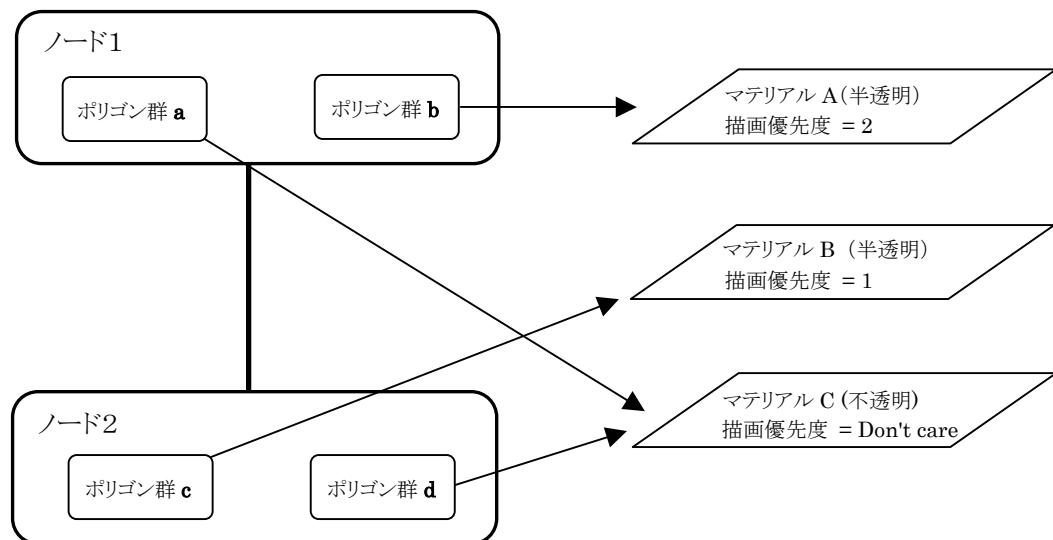 ノード1
ポリゴン群 a
ポリゴン群 b
マテリアル A(半透明)
描画優先度 = 2
マテリアル B (半透明)
描画優先度 = 1
マテリアル C (不透明)
描画優先度 = Don't care
ノード2
ポリゴン群 c
ポリゴン群 d